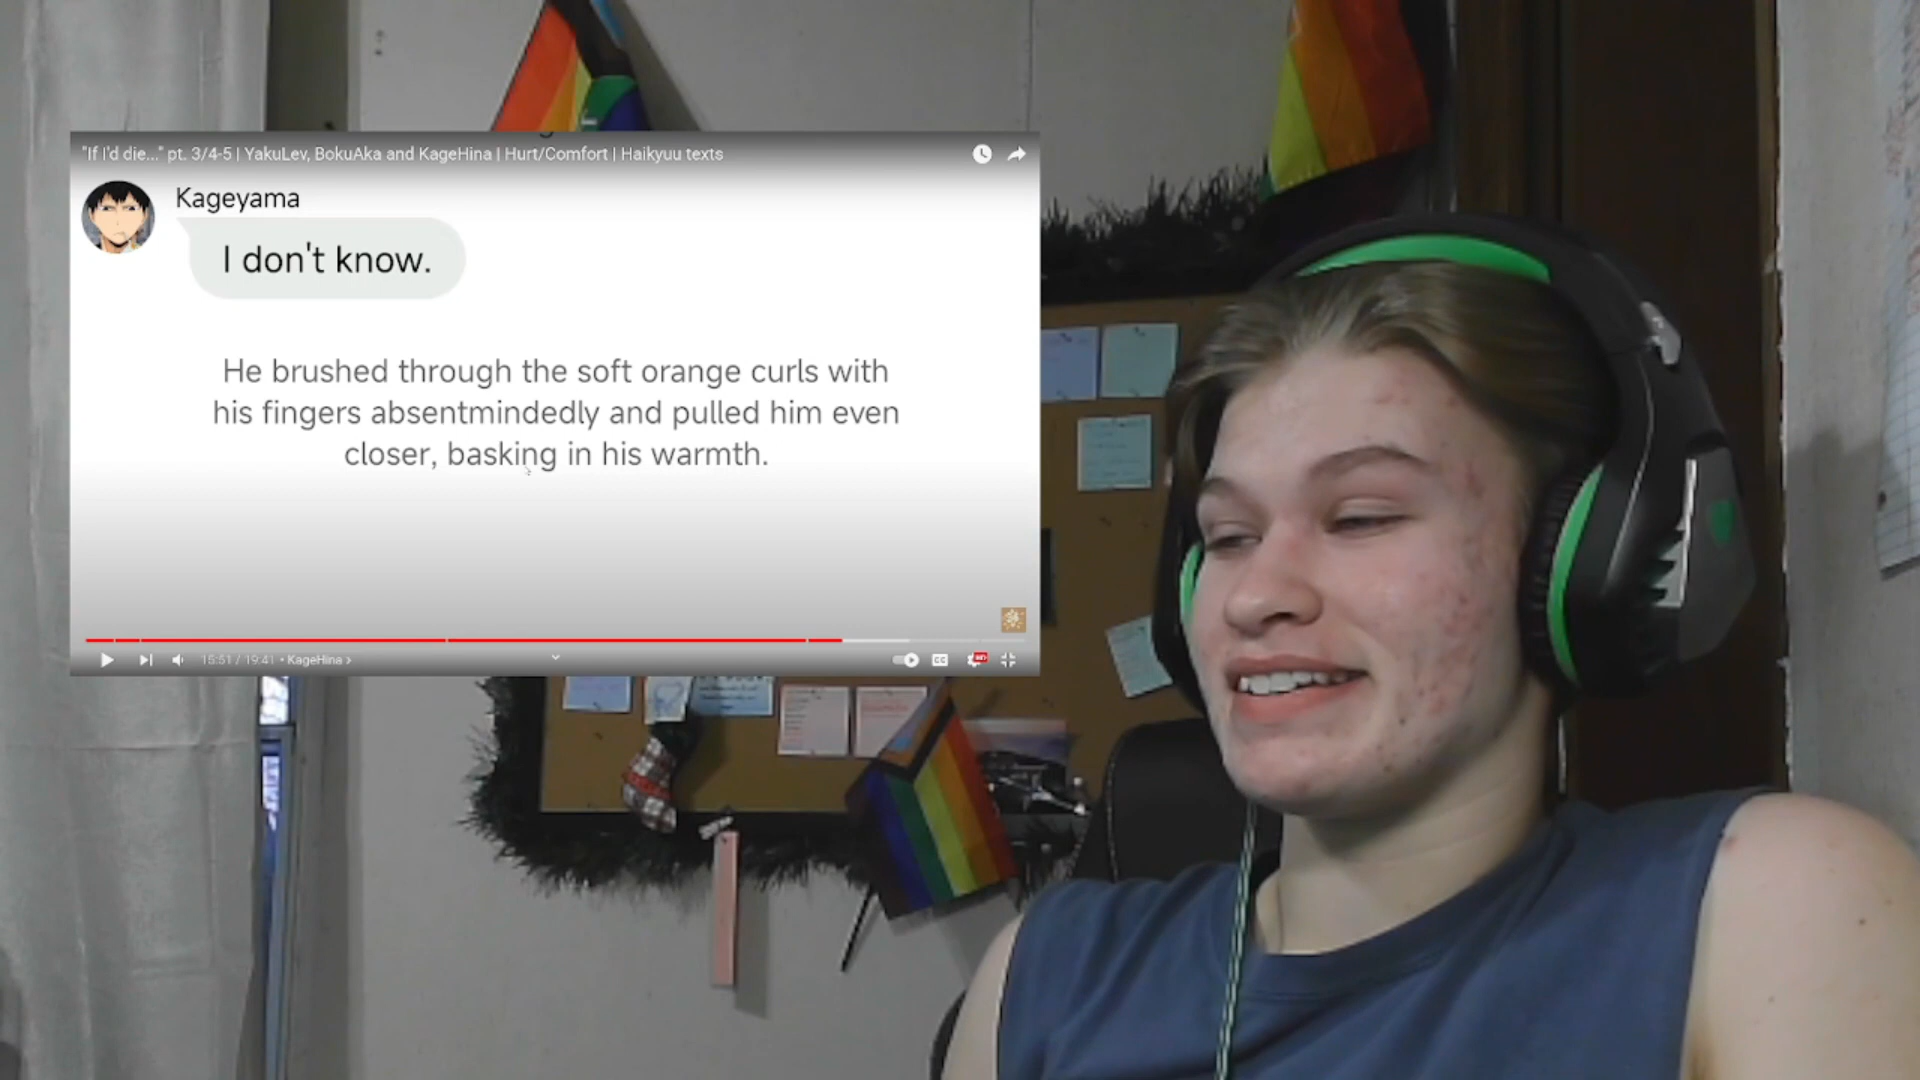 "If I'd die..." pt. 3/4-5 | YakuLev, BokuAka and KageHina | Hurt/Comfort | Haikyuu texts
Kageyama
I don't know.
He brushed through the soft orange curls with
his fingers absentmindedly and pulled him even
closer, basking in his warmth.
15:51 / 19:41 • KageHina >
CC
HD